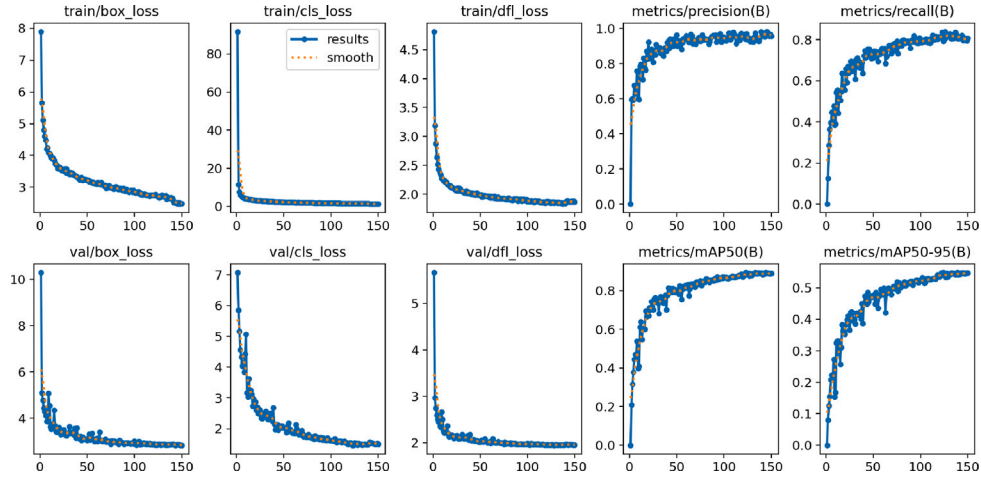 train/box_loss
8
7
6
5
4
3
0 50 100 150
train/cls_loss
80
60
40
20
0
0 50 100 150
results
smooth
train/dfl_loss
4.5
4.0
3.5
3.0
2.5
2.0
0 50 100 150
metrics/precision(B)
1.0
0.8
0.6
0.4
0.2
0.0
0 50 100 150
metrics/recall(B)
0.8
0.6
0.4
0.2
0.0
0 50 100 150
val/box_loss
10
8
6
4
0 50 100 150
val/cls_loss
7
6
5
4
3
2
0 50 100 150
val/dfl_loss
5
4
3
2
0 50 100 150
metrics/mAP50(B)
0.8
0.6
0.4
0.2
0.0
0 50 100 150
metrics/mAP50-95(B)
0.5
0.4
0.3
0.2
0.1
0.0
0 50 100 150